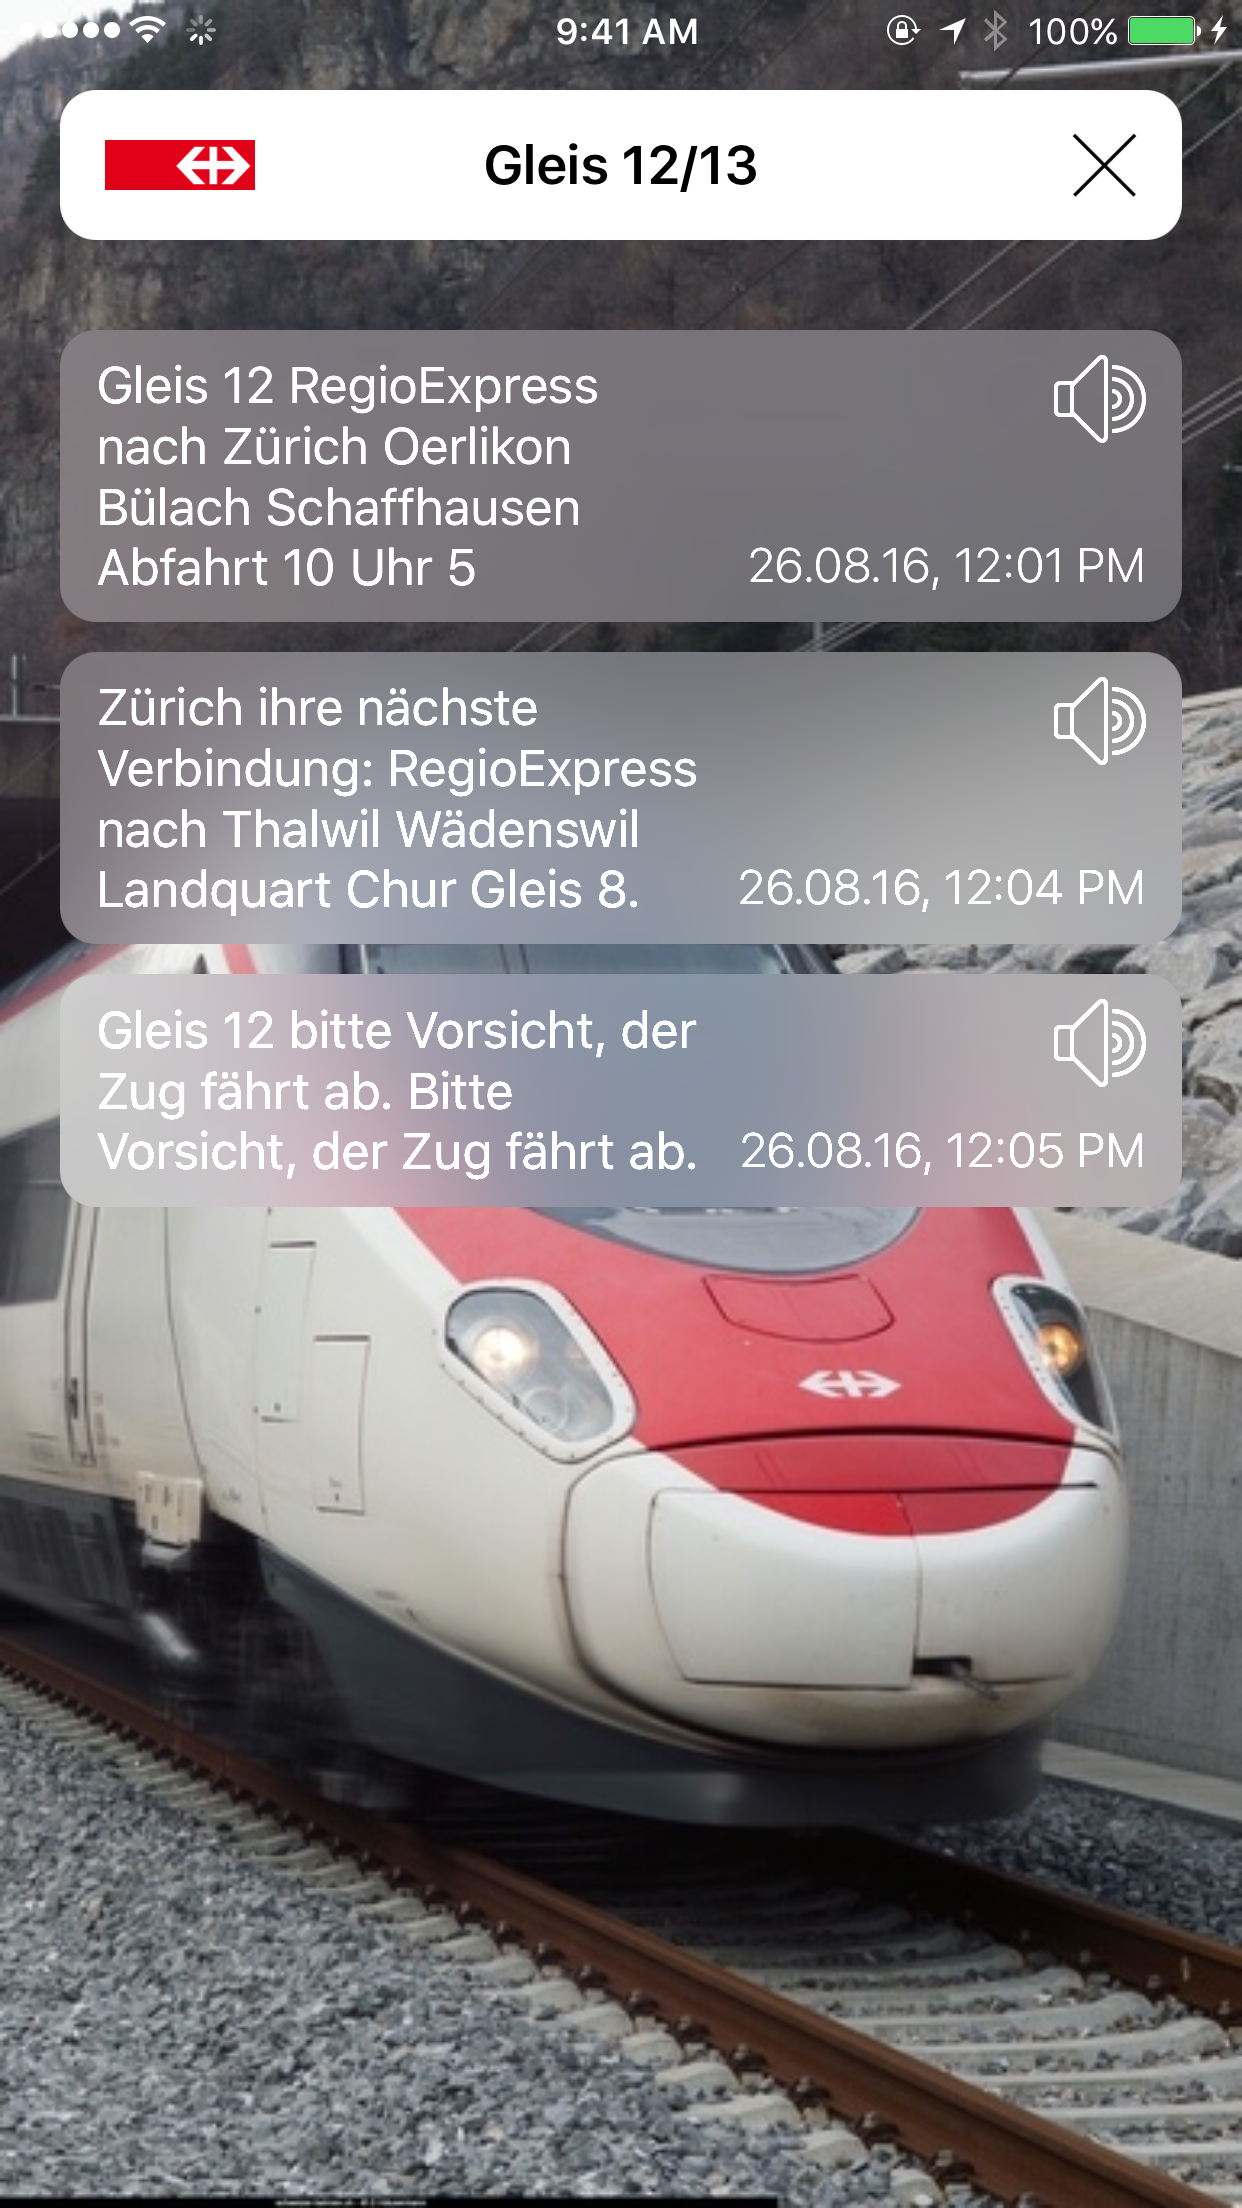 9:41 AM 100%
Gleis 12/13
Gleis 12 RegioExpress
nach Zürich Oerlikon
Bülach Schaffhausen
Abfahrt 10 Uhr 5 26.08.16, 12:01 PM
Zürich ihre nächste
Verbindung: RegioExpress
nach Thalwil Wädenswil
Landquart Chur Gleis 8. 26.08.16, 12:04 PM
Gleis 12 bitte Vorsicht, der
Zug fährt ab. Bitte
Vorsicht, der Zug fährt ab. 26.08.16, 12:05 PM